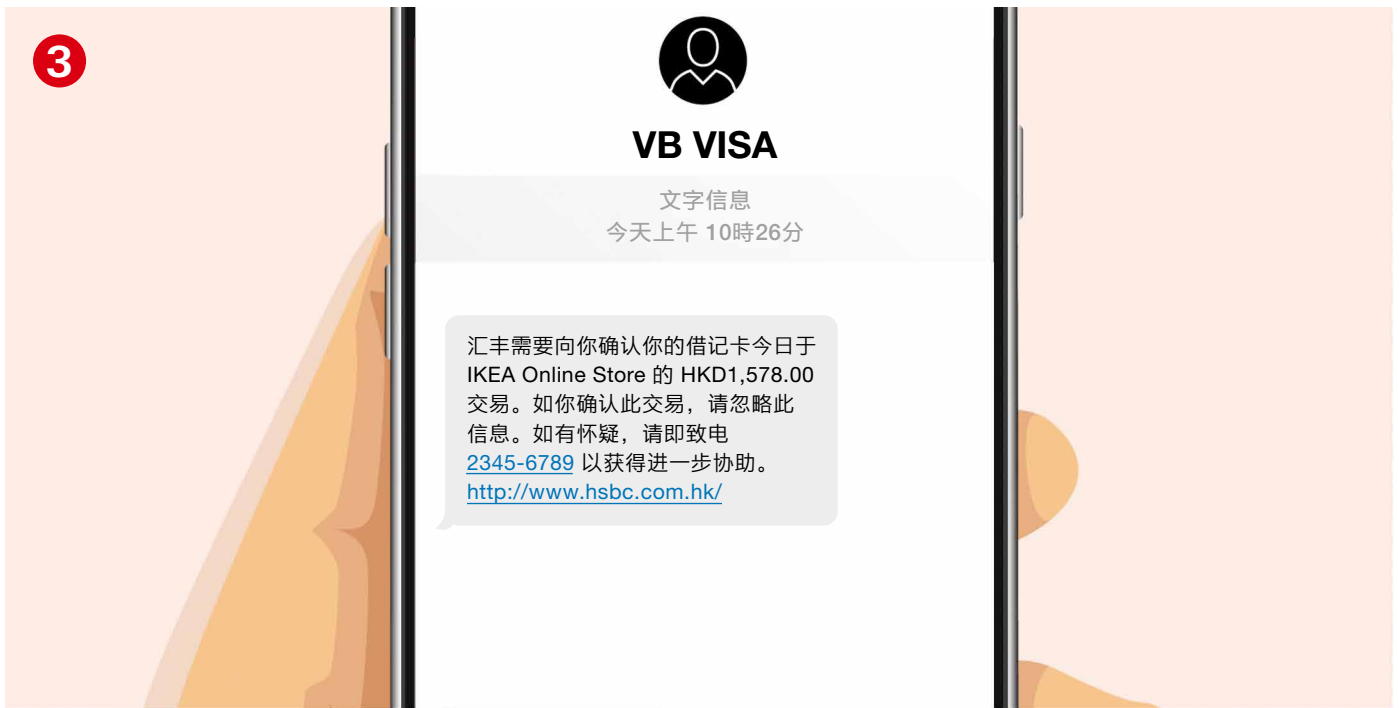 3
VB VISA
文字信息
今天上午 10時26分
汇丰需要向你确认你的借记卡今日于
IKEA Online Store 的 HKD1,578.00
交易。如你确认此交易，请忽略此
信息。如有怀疑，请即致电
2345-6789 以获得进一步协助。
http://www.hsbc.com.hk/